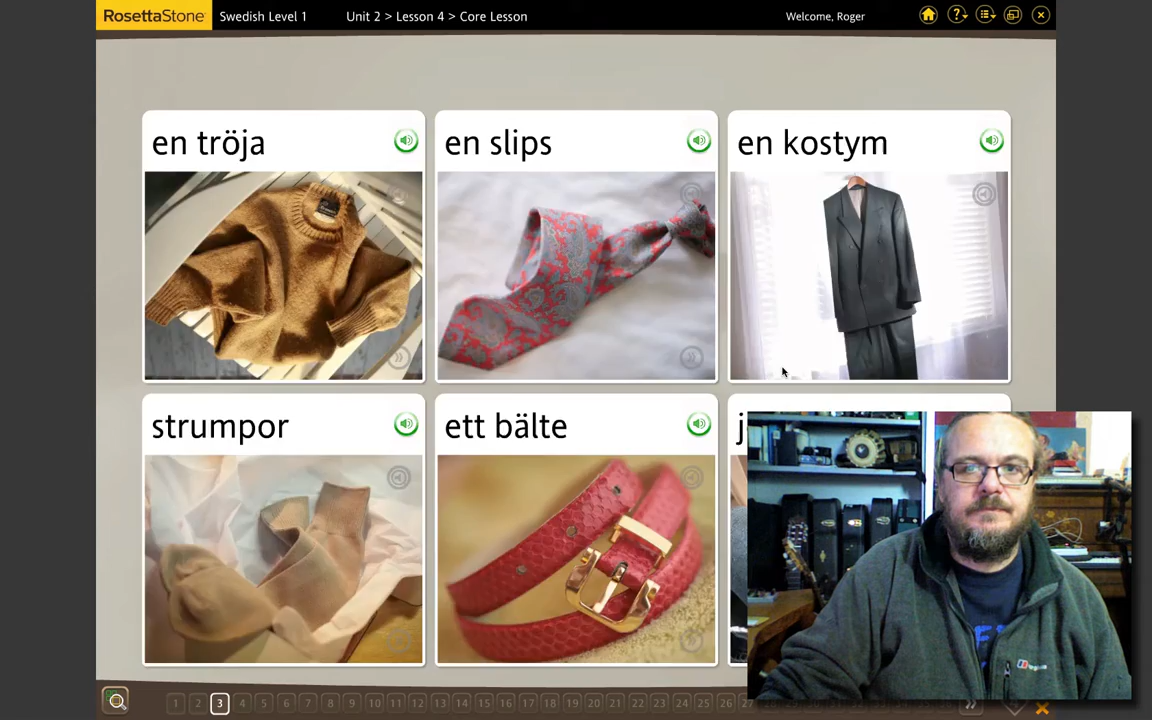 RosettaStone Swedish Level 1 Unit 2 > Lesson 4 > Core Lesson Welcome, Roger
en tröja
en slips
en kostym
strumpor
ett bälte
j
1 2 3 4 5 6 7 8 9 10 11 12 13 14 15 16 17 18 19 20 21 22 23 24 25 26 27